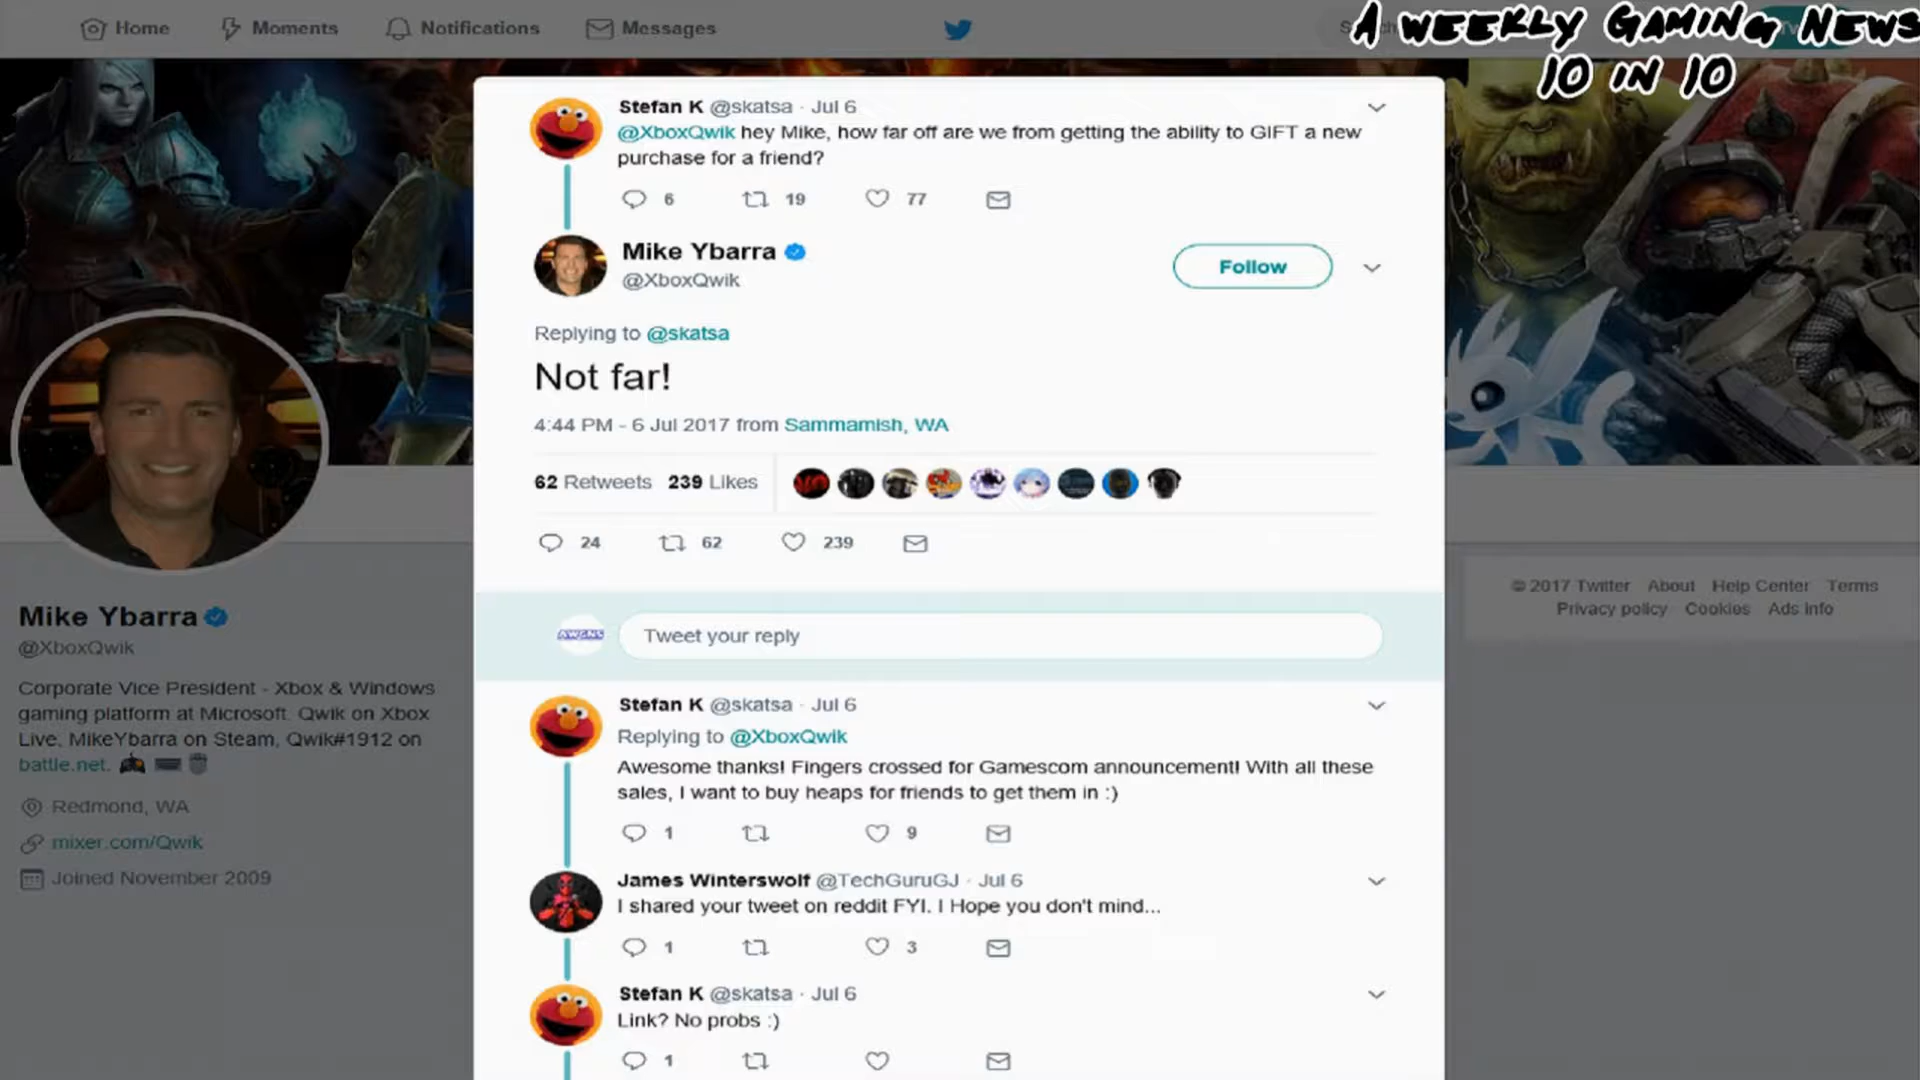 Home Moments Notifications Messages
A WEEKLY GAMING NEWS
10 IN 10
Stefan K @skatsa · Jul 6
@XboxQwik hey Mike, how far off are we from getting the ability to GIFT a new
purchase for a friend?
6 19 77
Mike Ybarra
@XboxQwik
Follow
Replying to @skatsa
Not far!
4:44 PM - 6 Jul 2017 from Sammamish, WA
62 Retweets 239 Likes
24 62 239
AWGNS
Tweet your reply
Stefan K @skatsa · Jul 6
Replying to @XboxQwik
Awesome thanks! Fingers crossed for Gamescom announcement! With all these
sales, I want to buy heaps for friends to get them in :)
1 9
James Winterswolf @TechGuruGJ · Jul 6
I shared your tweet on reddit FYI. I Hope you don't mind...
1 3
Stefan K @skatsa · Jul 6
Link? No probs :)
1
Mike Ybarra
@XboxQwik
Corporate Vice President - Xbox & Windows
gaming platform at Microsoft. Qwik on Xbox
Live, MikeYbarra on Steam, Qwik#1912 on
battle.net.
Redmond, WA
mixer.com/Qwik
Joined November 2009
© 2017 Twitter About Help Center Terms
Privacy policy Cookies Ads info